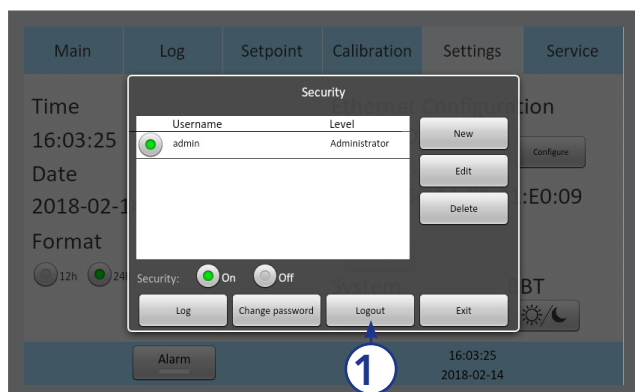 Main Log Setpoint Calibration Settings Service
Security
Time
Ethernet Configuration
Username Level
New
16:03:25
admin Administrator
Configure
Edit
Date
Delete
:E0:09
2018-02-1
Format
12h 24
Security: On Off
System
BT
Log Change password Logout Exit
Alarm
1
16:03:25
2018-02-14